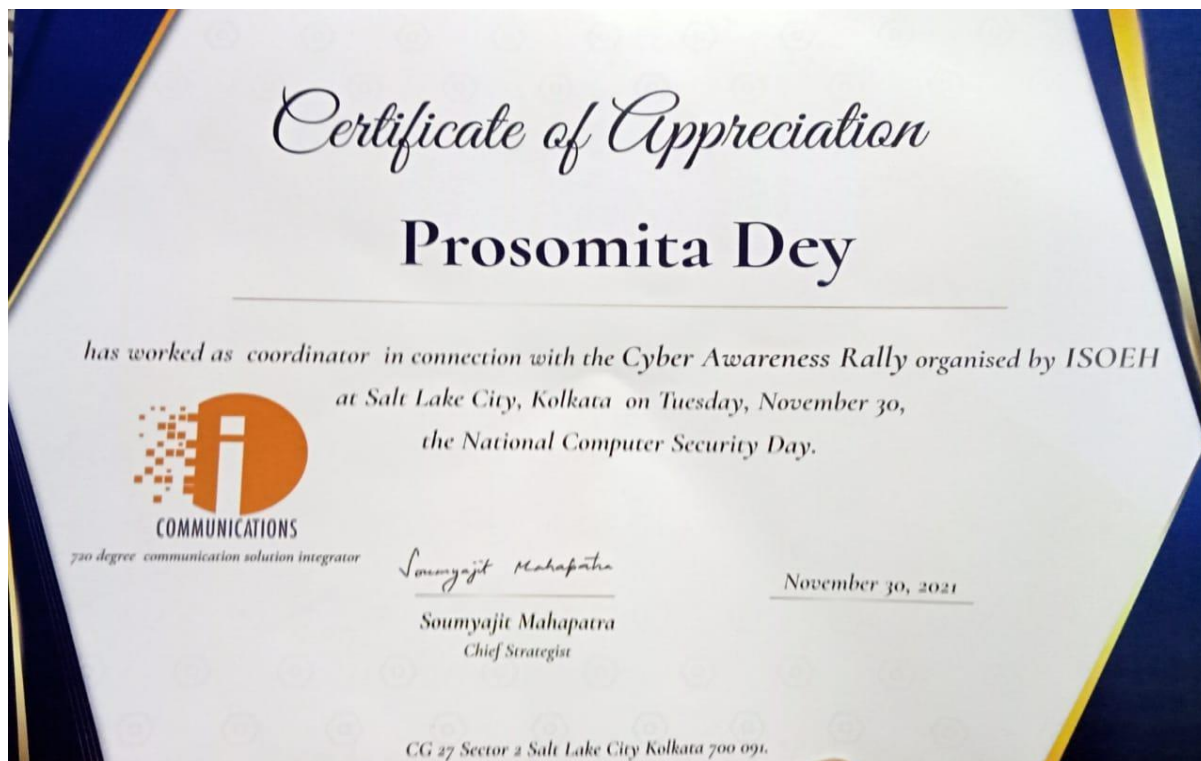 Certificate of Appreciation
Prosomita Dey
has worked as coordinator in connection with the Cyber Awareness Rally organised by ISOEH
at Salt Lake City, Kolkata on Tuesday, November 30,
the National Computer Security Day.
i
COMMUNICATIONS
720 degree communication solution integrator
Soumyajit Mahapatra
November 30, 2021
Soumyajit Mahapatra
Chief Strategist
CG 27 Sector 2 Salt Lake City Kolkata 700 091.